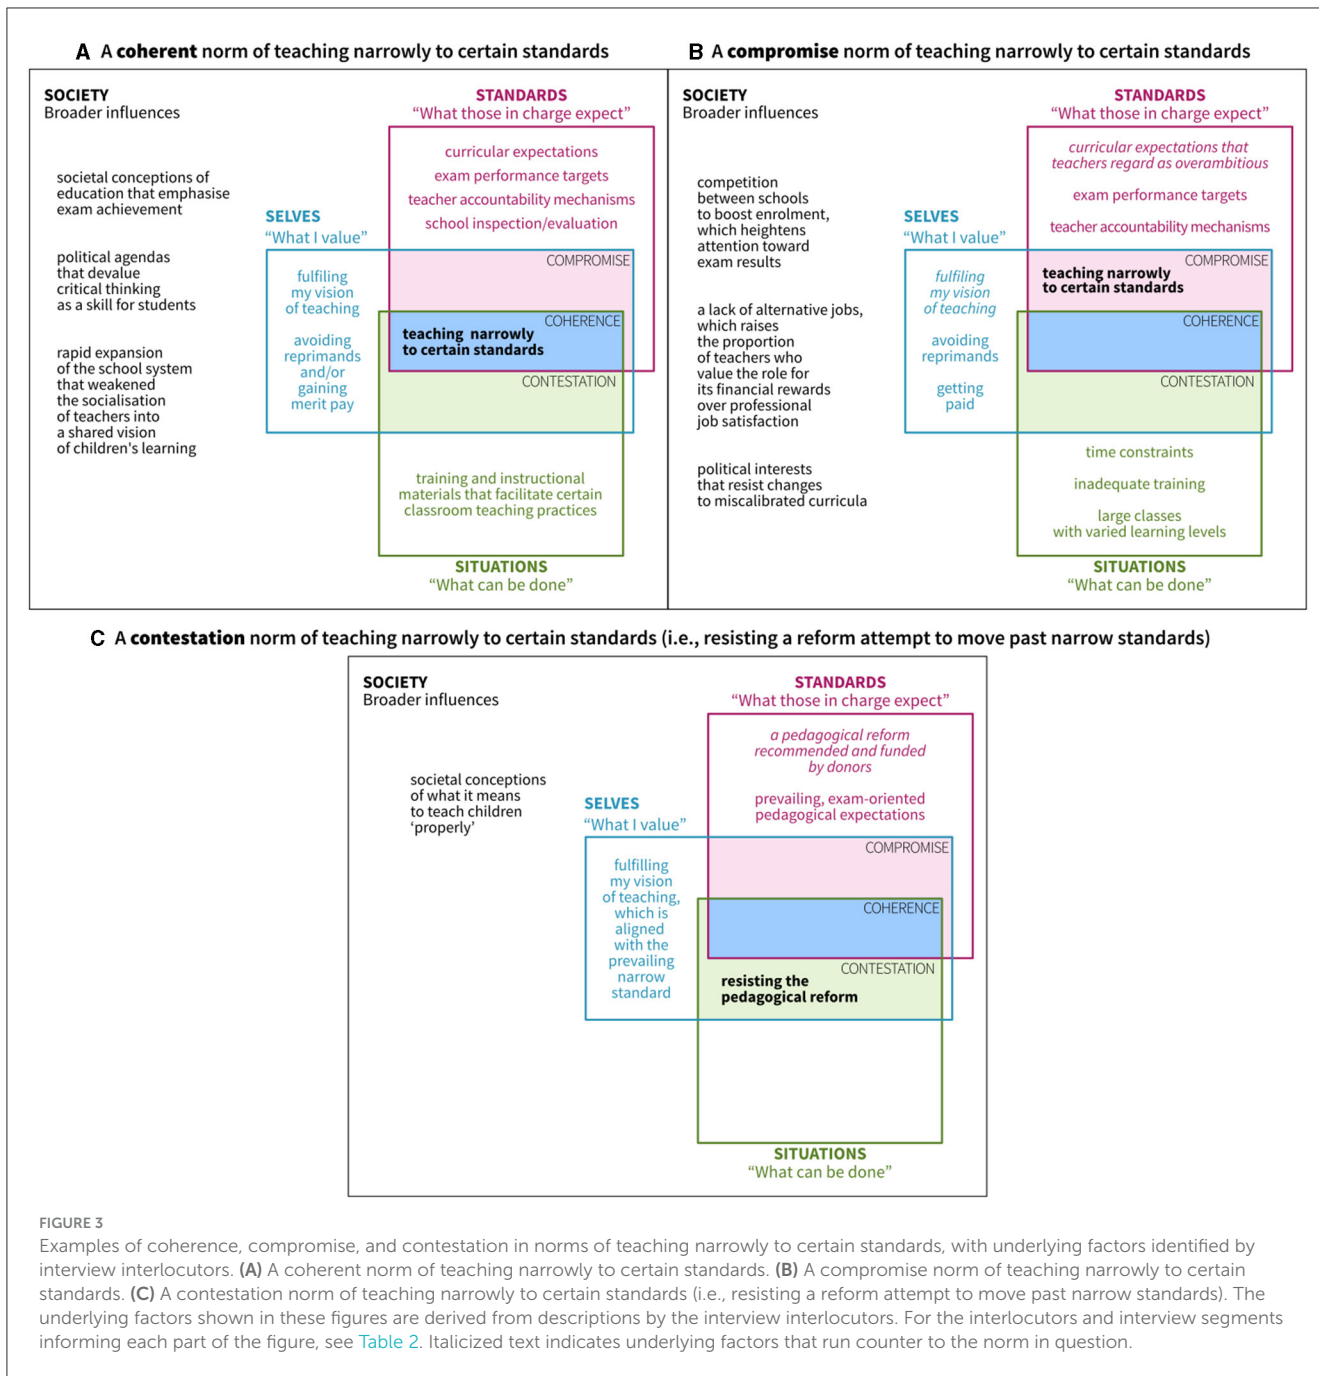 A A coherent norm of teaching narrowly to certain standards
SOCIETY
Broader influences
societal conceptions of
education that emphasise
exam achievement
political agendas
that devalue
critical thinking
as a skill for students
rapid expansion
of the school system
that weakened
the socialisation
of teachers into
a shared vision
of children's learning
STANDARDS
“What those in charge expect”
curricular expectations
exam performance targets
teacher accountability mechanisms
school inspection/evaluation
SELVES
“What I value”
fulfiling
my vision
of teaching
avoiding
reprimands
and/or
gaining
merit pay
COMPROMISE
COHERENCE
teaching narrowly
to certain standards
CONTESTATION
training and instructional
materials that facilitate certain
classroom teaching practices
SITUATIONS
“What can be done”
B A compromise norm of teaching narrowly to certain standards
SOCIETY
Broader influences
competition
between schools
to boost enrolment,
which heightens
attention toward
exam results
a lack of alternative jobs,
which raises
the proportion
of teachers who
value the role for
its financial rewards
over professional
job satisfaction
political interests
that resist changes
to miscalibrated curricula
STANDARDS
“What those in charge expect”
curricular expectations that
teachers regard as overambitious
exam performance targets
teacher accountability mechanisms
SELVES
“What I value”
fulfiling
my vision
of teaching
avoiding
reprimands
getting
paid
COMPROMISE
teaching narrowly
to certain standards
COHERENCE
CONTESTATION
time constraints
inadequate training
large classes
with varied learning levels
SITUATIONS
“What can be done”
C A contestation norm of teaching narrowly to certain standards (i.e., resisting a reform attempt to move past narrow standards)
SOCIETY
Broader influences
societal conceptions
of what it means
to teach children
‘properly’
STANDARDS
“What those in charge expect”
a pedagogical reform
recommended and funded
by donors
prevailing, exam-oriented
pedagogical expectations
SELVES
“What I value”
fulfilling
my vision
of teaching,
which is
aligned
with the
prevailing
narrow
standard
COMPROMISE
COHERENCE
CONTESTATION
resisting the
pedagogical reform
SITUATIONS
“What can be done”
FIGURE 3
Examples of coherence, compromise, and contestation in norms of teaching narrowly to certain standards, with underlying factors identified by
interview interlocutors. (A) A coherent norm of teaching narrowly to certain standards. (B) A compromise norm of teaching narrowly to certain
standards. (C) A contestation norm of teaching narrowly to certain standards (i.e., resisting a reform attempt to move past narrow standards). The
underlying factors shown in these figures are derived from descriptions by the interview interlocutors. For the interlocutors and interview segments
informing each part of the figure, see Table 2. Italicized text indicates underlying factors that run counter to the norm in question.